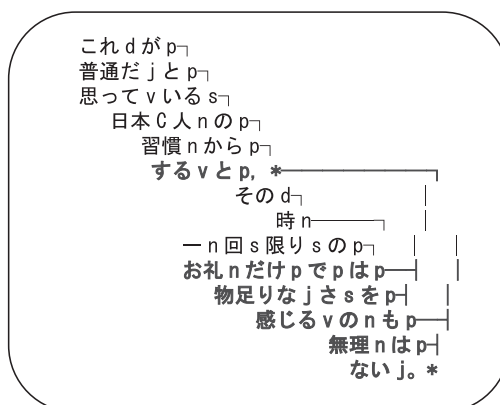 これdがp┐
普通だjとp┐
思ってvいるs┐
日本C人nのp┐
習慣nからp┐
するvとp, *
そのd┐
時n
一n回s限りsのp┐
お礼nだけpでpはp
物足りなjさsをp
感じるvのnもp
無理nはp
ないj。*